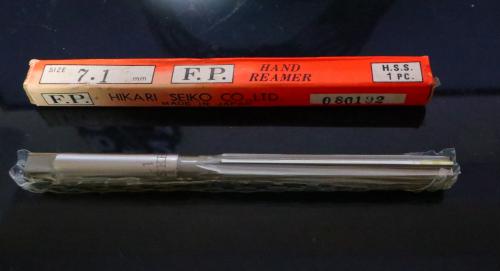 SIZE 7.1 mm F.P. HAND REAMER H.S.S. 1 PC.
F.P. HIKARI SEIKO CO., LTD. 080192
MADE IN JAPAN